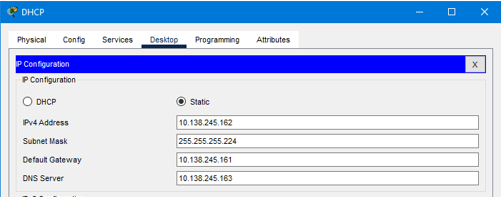 DHCP
Physical Config Services Desktop Programming Attributes
IP Configuration X
IP Configuration
DHCP Static
IPv4 Address 10.138.245.162
Subnet Mask 255.255.255.224
Default Gateway 10.138.245.161
DNS Server 10.138.245.163